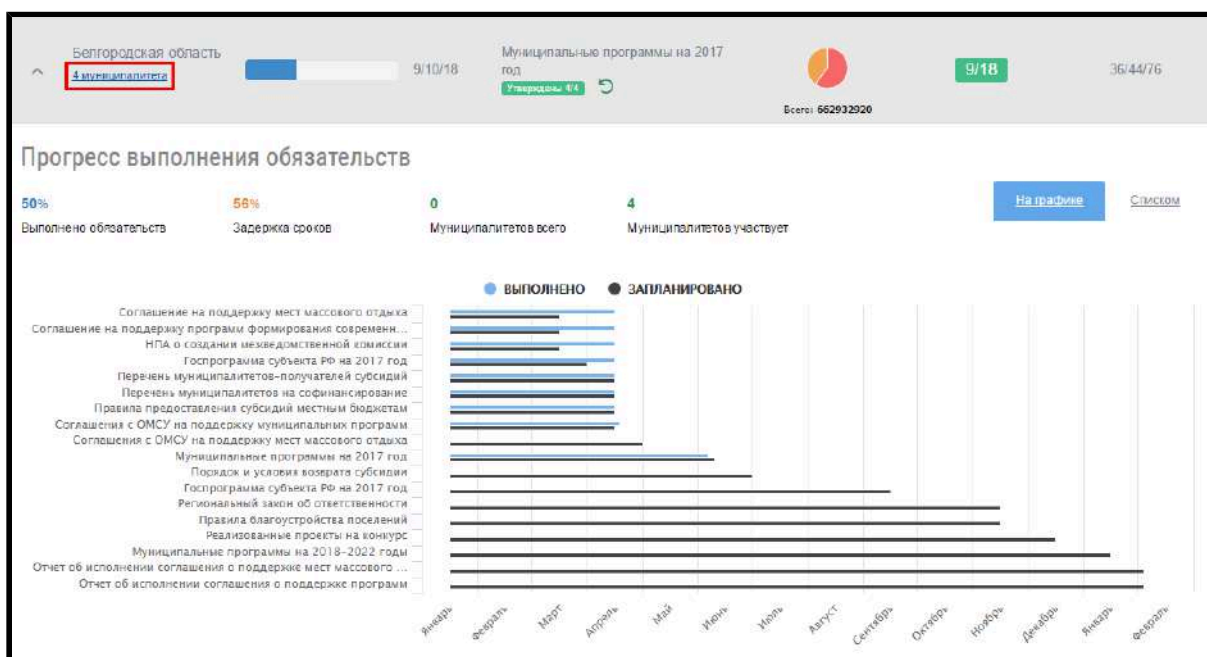 Белгородская область
4 муниципалитета
9/10/18
Муниципальные программы на 2017
год
Утверждены 4/4
Всего: 662932920
9/18
36/44/76
Прогресс выполнения обязательств
50%
Выполнено обязательств
56%
Задержка сроков
0
Муниципалитетов всего
4
Муниципалитетов участвует
На графике
Списком
ВЫПОЛНЕНО
ЗАПЛАНИРОВАНО
Соглашение на поддержку мест массового отдыха
Соглашение на поддержку программ формирования современн...
НПА о создании межведомственной комиссии
Госпрограмма субъекта РФ на 2017 год
Перечень муниципалитетов-получателей субсидий
Перечень муниципалитетов на софинансирование
Правила предоставления субсидий местным бюджетам
Соглашения с ОМСУ на поддержку муниципальных программ
Соглашения с ОМСУ на поддержку мест массового отдыха
Муниципальные программы на 2017 год
Порядок и условия возврата субсидии
Госпрограмма субъекта РФ на 2017 год
Региональный закон об ответственности
Правила благоустройства поселений
Реализованные проекты на конкурс
Муниципальные программы на 2018-2022 годы
Отчет об исполнении соглашения о поддержке мест массового ...
Отчет об исполнении соглашения о поддержке программ
Январь
Февраль
Март
Апрель
Май
Июнь
Июль
Август
Сентябрь
Октябрь
Ноябрь
Декабрь
Январь
Февраль